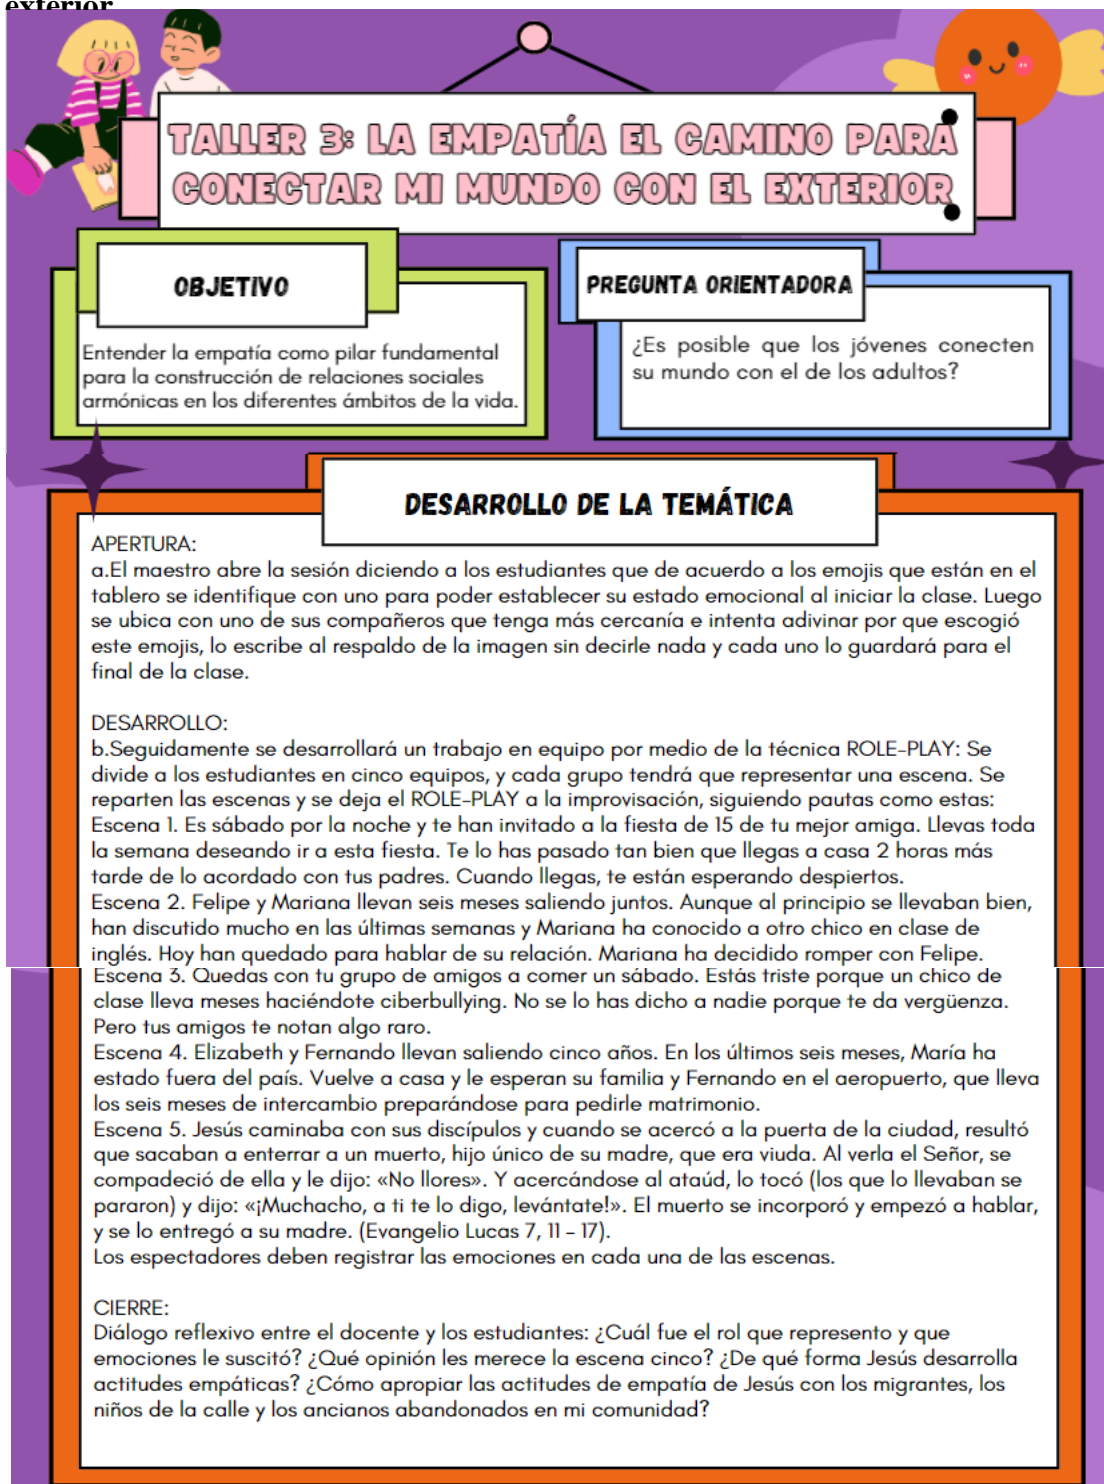 exterior
TALLER 3: LA EMPATÍA EL CAMINO PARA
CONECTAR MI MUNDO CON EL EXTERIOR
OBJETIVO
Entender la empatía como pilar fundamental
para la construcción de relaciones sociales
armónicas en los diferentes ámbitos de la vida.
PREGUNTA ORIENTADORA
¿Es posible que los jóvenes conecten
su mundo con el de los adultos?
DESARROLLO DE LA TEMÁTICA
APERTURA:
a.El maestro abre la sesión diciendo a los estudiantes que de acuerdo a los emojis que están en el
tablero se identifique con uno para poder establecer su estado emocional al iniciar la clase. Luego
se ubica con uno de sus compañeros que tenga más cercanía e intenta adivinar por que escogió
este emojis, lo escribe al respaldo de la imagen sin decirle nada y cada uno lo guardará para el
final de la clase.
DESARROLLO:
b.Seguidamente se desarrollará un trabajo en equipo por medio de la técnica ROLE-PLAY: Se
divide a los estudiantes en cinco equipos, y cada grupo tendrá que representar una escena. Se
reparten las escenas y se deja el ROLE-PLAY a la improvisación, siguiendo pautas como estas:
Escena 1. Es sábado por la noche y te han invitado a la fiesta de 15 de tu mejor amiga. Llevas toda
la semana deseando ir a esta fiesta. Te lo has pasado tan bien que llegas a casa 2 horas más
tarde de lo acordado con tus padres. Cuando llegas, te están esperando despiertos.
Escena 2. Felipe y Mariana llevan seis meses saliendo juntos. Aunque al principio se llevaban bien,
han discutido mucho en las últimas semanas y Mariana ha conocido a otro chico en clase de
inglés. Hoy han quedado para hablar de su relación. Mariana ha decidido romper con Felipe.
Escena 3. Quedas con tu grupo de amigos a comer un sábado. Estás triste porque un chico de
clase lleva meses haciéndote ciberbullying. No se lo has dicho a nadie porque te da vergüenza.
Pero tus amigos te notan algo raro.
Escena 4. Elizabeth y Fernando llevan saliendo cinco años. En los últimos seis meses, María ha
estado fuera del país. Vuelve a casa y le esperan su familia y Fernando en el aeropuerto, que lleva
los seis meses de intercambio preparándose para pedirle matrimonio.
Escena 5. Jesús caminaba con sus discípulos y cuando se acercó a la puerta de la ciudad, resultó
que sacaban a enterrar a un muerto, hijo único de su madre, que era viuda. Al verla el Señor, se
compadeció de ella y le dijo: «No llores». Y acercándose al ataúd, lo tocó (los que lo llevaban se
pararon) y dijo: «¡Muchacho, a ti te lo digo, levántate!». El muerto se incorporó y empezó a hablar,
y se lo entregó a su madre. (Evangelio Lucas 7, 11 – 17).
Los espectadores deben registrar las emociones en cada una de las escenas.
CIERRE:
Diálogo reflexivo entre el docente y los estudiantes: ¿Cuál fue el rol que represento y que
emociones le suscitó? ¿Qué opinión les merece la escena cinco? ¿De qué forma Jesús desarrolla
actitudes empáticas? ¿Cómo apropiar las actitudes de empatía de Jesús con los migrantes, los
niños de la calle y los ancianos abandonados en mi comunidad?